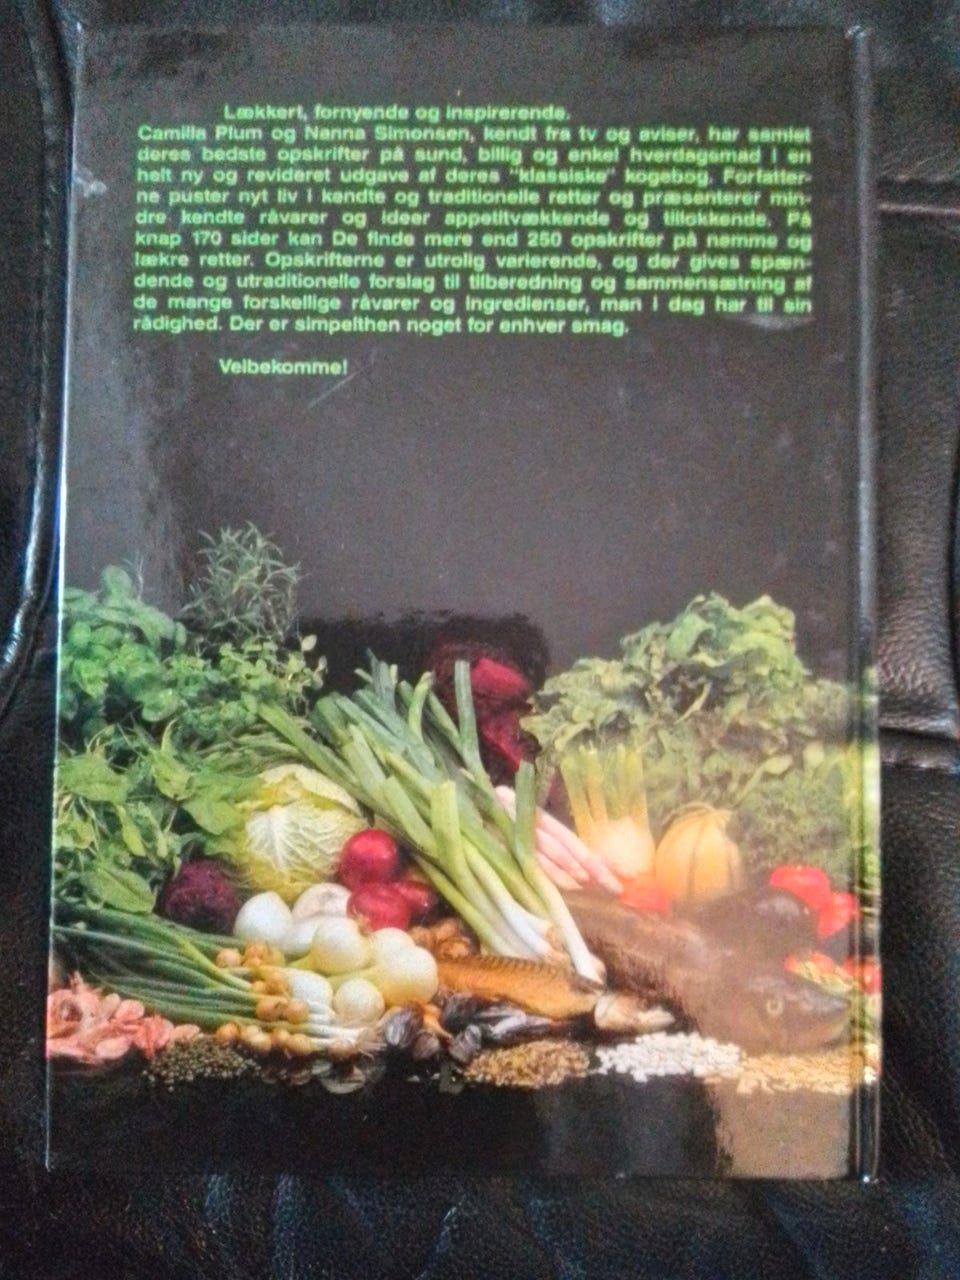 Lækkert, fornyende og inspirerende.
Camilla Plum og Nanna Simonsen, kendt fra tv og aviser, har samlet
deres bedste opskrifter på sund, billig og enkel hverdagsmad i en
helt ny og revideret udgave af deres "klassiske" kogebog. Forfatter-
ne puster nyt liv i kendte og traditionelle retter og præsenterer min-
dre kendte råvarer og ideer appetitvækkende og tillokkende. På
knap 170 sider kan De finde mere end 250 opskrifter på nemme og
lækre retter. Opskrifterne er utrolig varierende, og der gives spæn-
dende og utraditionelle forslag til tilberedning og sammensætning af
de mange forskellige råvarer og ingredienser, man i dag har til sin
rådighed. Der er simpelthen noget for enhver smag.
Velbekomme!